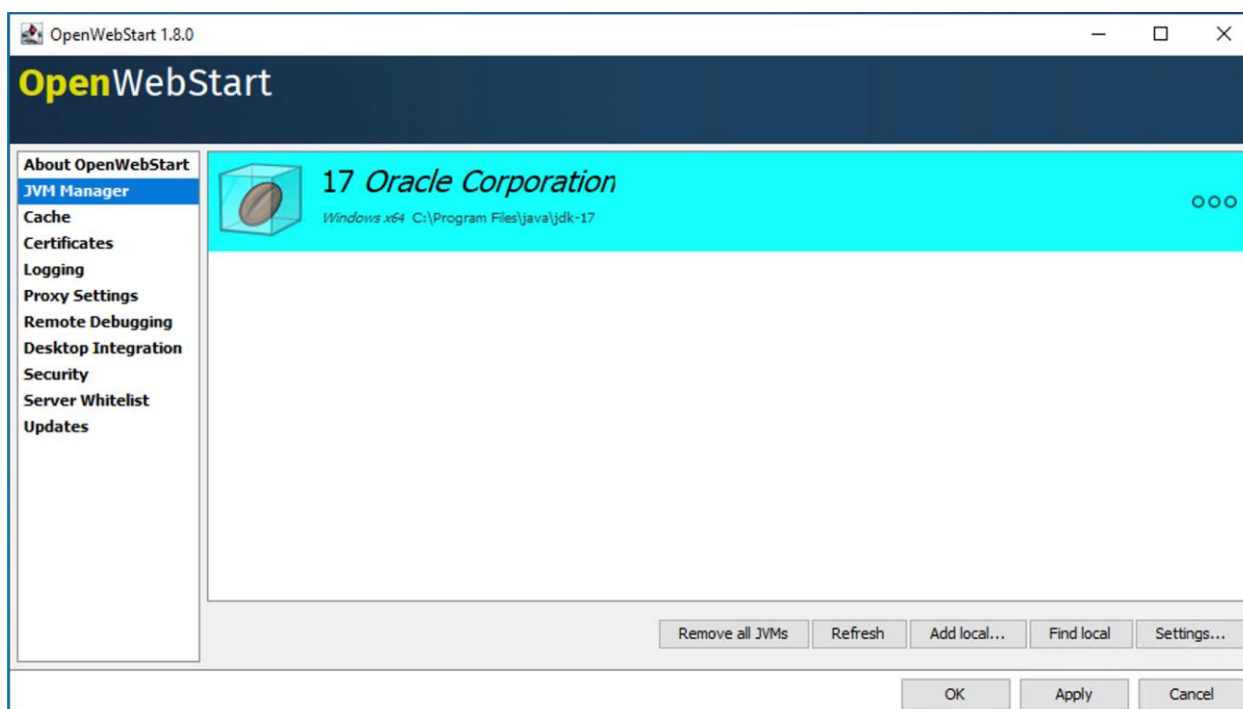 OpenWebStart 1.8.0
OpenWebStart
About OpenWebStart
JVM Manager
Cache
Certificates
Logging
Proxy Settings
Remote Debugging
Desktop Integration
Security
Server Whitelist
Updates
17 Oracle Corporation
Windows x64 C:\Program Files\java\jdk-17
Remove all JVMs Refresh Add local... Find local Settings...
OK Apply Cancel